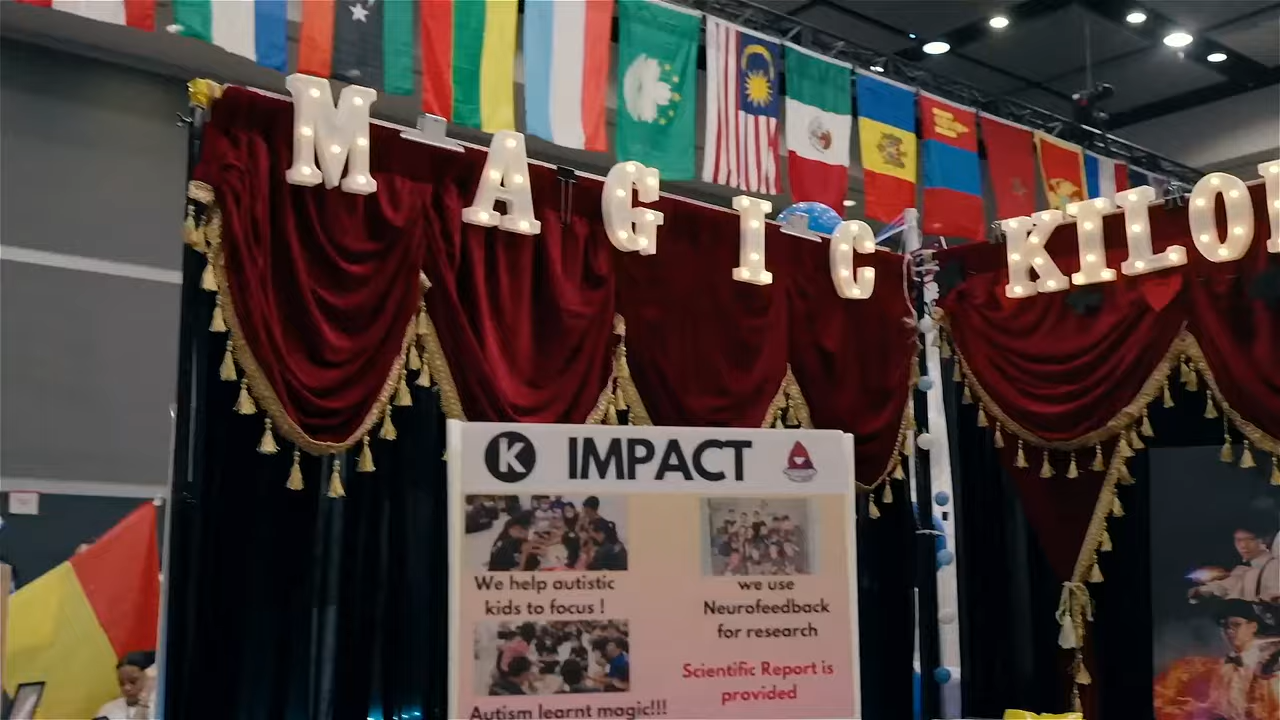 MAGIC KILO
K IMPACT
We help autistic
kids to focus !
we use
Neurofeedback
for research
Scientific Report is
provided
Autism learnt magic!!!